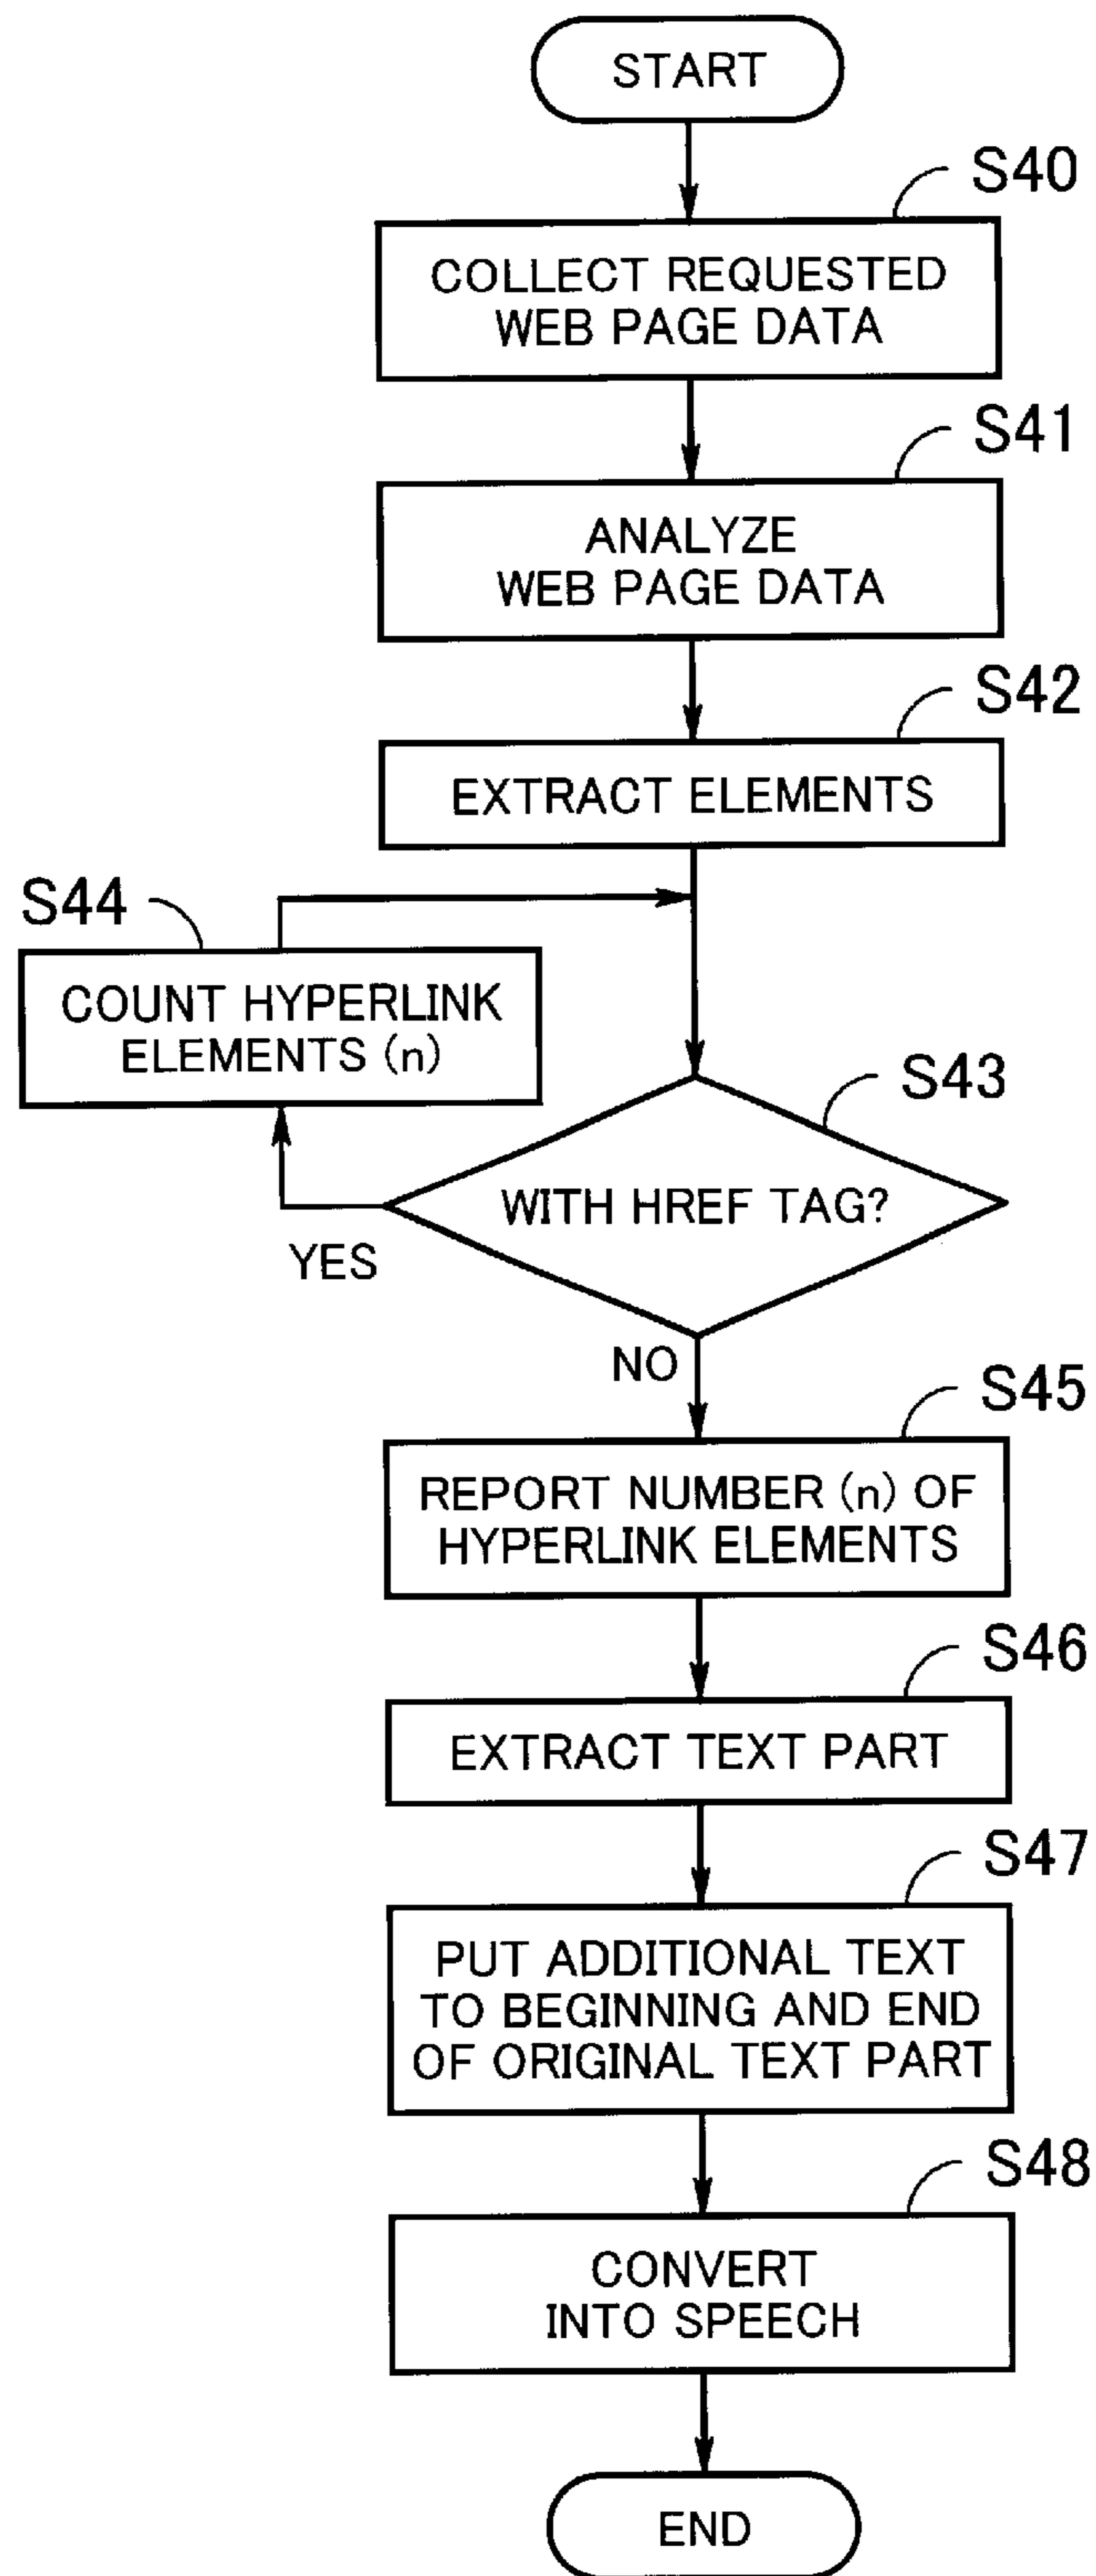 START
S40
COLLECT REQUESTED
WEB PAGE DATA
S41
ANALYZE
WEB PAGE DATA
S42
EXTRACT ELEMENTS
S44
COUNT HYPERLINK
ELEMENTS (n)
S43
WITH HREF TAG?
YES
NO
S45
REPORT NUMBER (n) OF
HYPERLINK ELEMENTS
S46
EXTRACT TEXT PART
S47
PUT ADDITIONAL TEXT
TO BEGINNING AND END
OF ORIGINAL TEXT PART
S48
CONVERT
INTO SPEECH
END